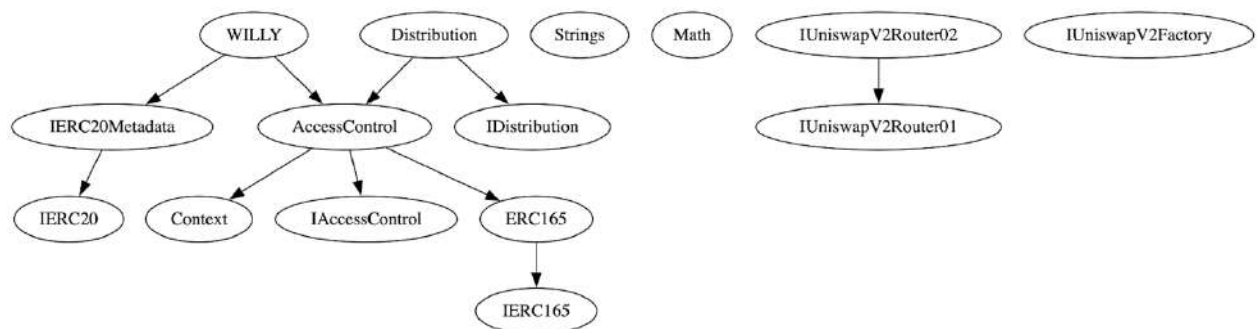 WILLY
Distribution
Strings
Math
IUniswapV2Router02
IUniswapV2Factory
IERC20Metadata
AccessControl
IDistribution
IUniswapV2Router01
IERC20
Context
IAccessControl
ERC165
IERC165